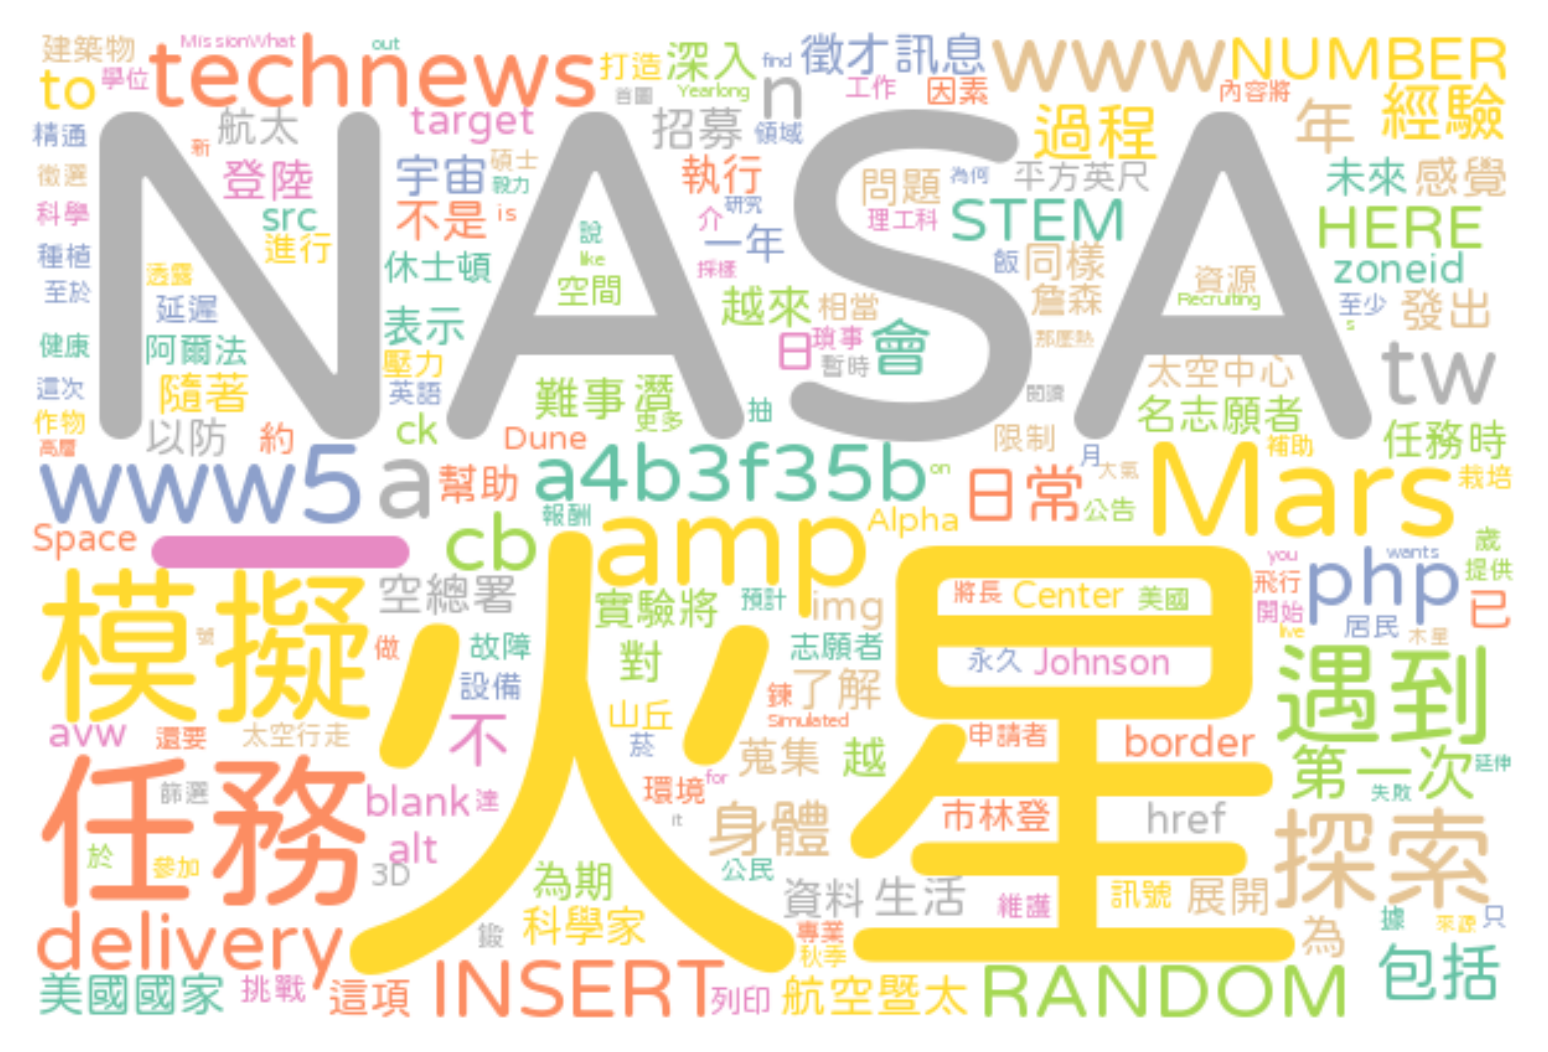 建築物 technews MissionWhat out 打造 深入 find 徵才訊息 www NUMBER
to 學位 首圖 Yearlong n 工作 因素 內容將
NASA
精通 新 航太 target 招募 領域 過程 年 經驗
徵選 登陸 宇宙 碩士 毅力 執行 問題 為何 平方英尺 未來 感覺
科學 src 不是 is 說 介 研究 理工科 STEM HERE
種植 進行 一年 飯 同樣
透露 休士頓 like 採樣 資源 zoneid
至於 延遲 空間 越來 相當 詹森 Recruiting 至少 發出
健康 阿爾法 表示 日 瑣事 會 那麼熱 s tw
壓力 暫時 太空中心
這次 隨著 英語 難事 潛 閱讀 名志願者
作物 以防 約 ck 更多 抽 限制 任務時
高層 Dune 月 補助
www5 a 幫助 a4b3f35b on 日常 大氣 Mars 栽培
報酬 公告
Space 一 cb amp Alpha 歲
火星
you wants
模擬 空總署 實驗將 預計 img 將長 Center 美國 飛行 php 提供
開始 已
號 做 故障 對 志願者 永久 Johnson live 居民 木星
設備 鍊 了解 遇到
avw 還要 太空行走 不 山丘 Simulated 申請者 border
菸 蒐集 越 第一次 延伸
任務 篩選 blank 達 環境 for 失敗
it 身體 市林登 href 探索
alt
於 參加 3D 為期 公民
資料 生活 維護 訊號 展開 據 來源 只
delivery 鍛 科學家 專業 為
秋季
美國國家 挑戰 這項 INSERT 列印 航空暨太 RANDOM 包括